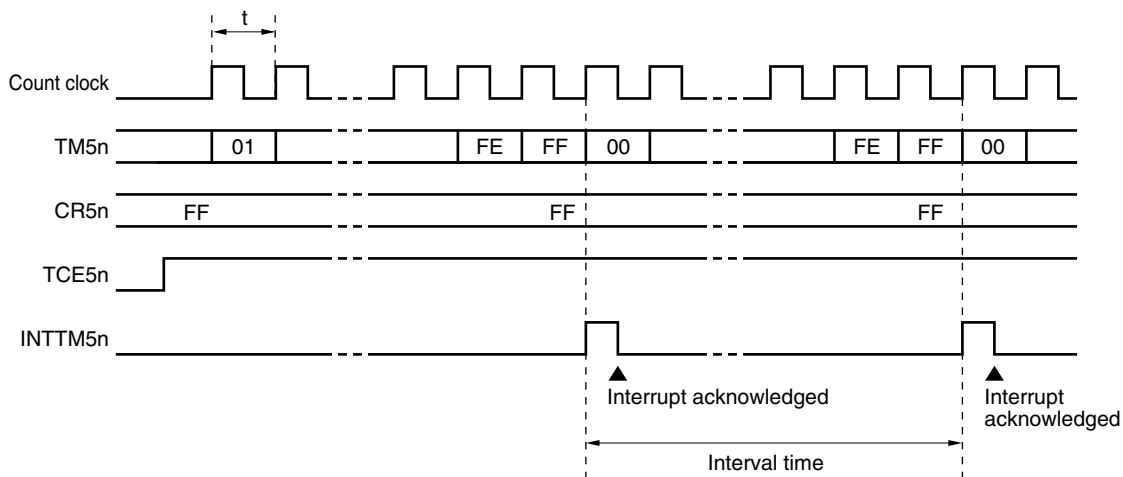 t
Count clock
TM5n 01 FE FF 00 FE FF 00
CR5n FF FF FF
TCE5n
INTTM5n
Interrupt acknowledged
Interrupt
acknowledged
Interval time